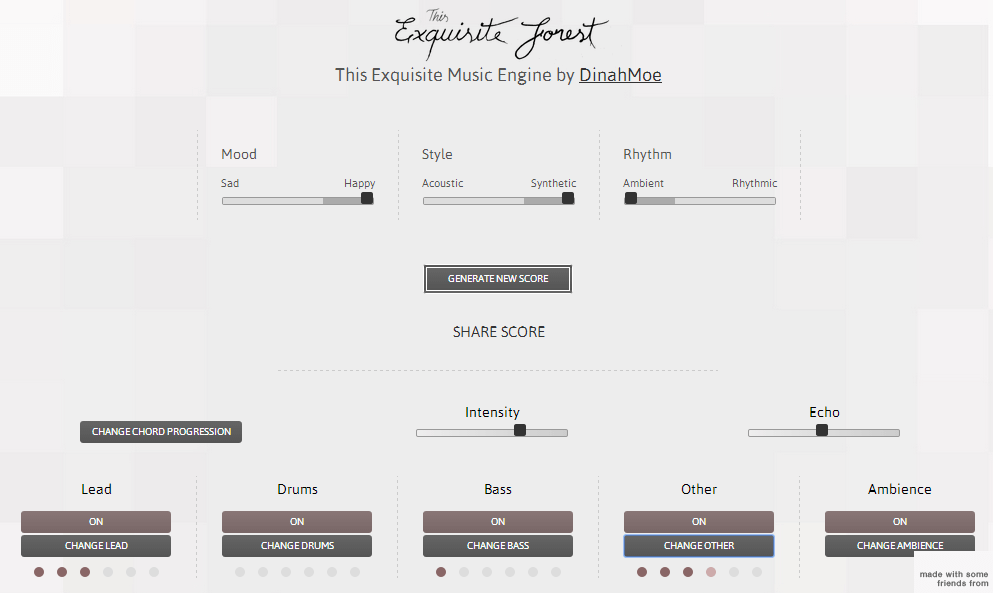 This
Exquisite Forest
This Exquisite Music Engine by DinahMoe
Mood
Sad Happy
Style
Acoustic Synthetic
Rhythm
Ambient Rhythmic
GENERATE NEW SCORE
SHARE SCORE
CHANGE CHORD PROGRESSION
Intensity
Echo
Lead
ON
CHANGE LEAD
Drums
ON
CHANGE DRUMS
Bass
ON
CHANGE BASS
Other
ON
CHANGE OTHER
Ambience
ON
CHANGE AMBIENCE
made with some
friends from